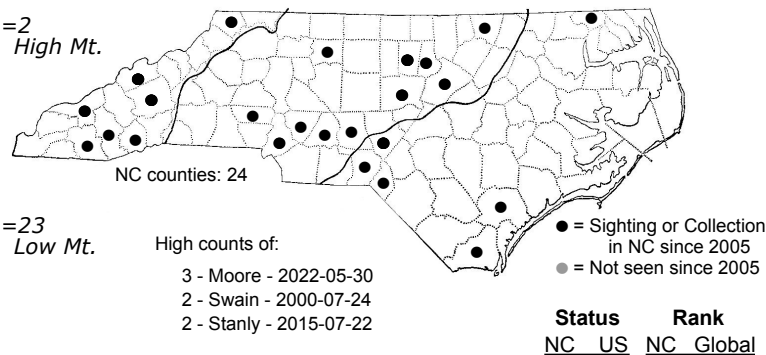 =2
High Mt.
NC counties: 24
=23
Low Mt.
High counts of:
3 - Moore - 2022-05-30
2 - Swain - 2000-07-24
2 - Stanly - 2015-07-22
● = Sighting or Collection
in NC since 2005
● = Not seen since 2005
Status Rank
NC US NC Global